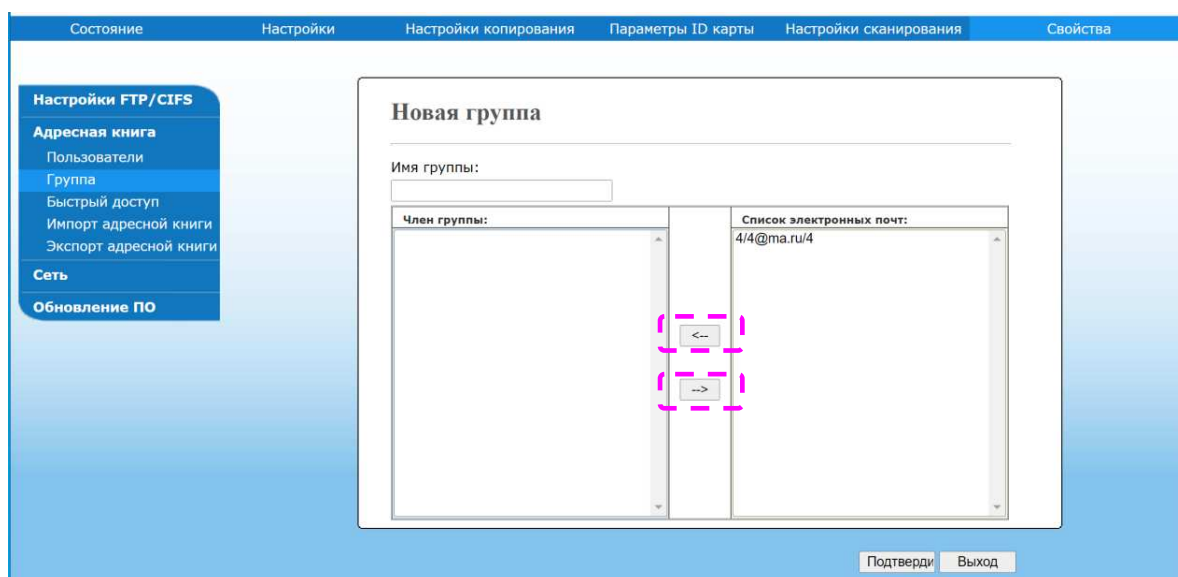 Состояние Настройки Настройки копирования Параметры ID карты Настройки сканирования Свойства
Настройки FTP/CIFS
Адресная книга
Пользователи
Группа
Быстрый доступ
Импорт адресной книги
Экспорт адресной книги
Сеть
Обновление ПО
Новая группа
Имя группы:
Член группы:
Список электронных почт:
4/4@ma.ru/4
<--
-->
Подтверди Выход